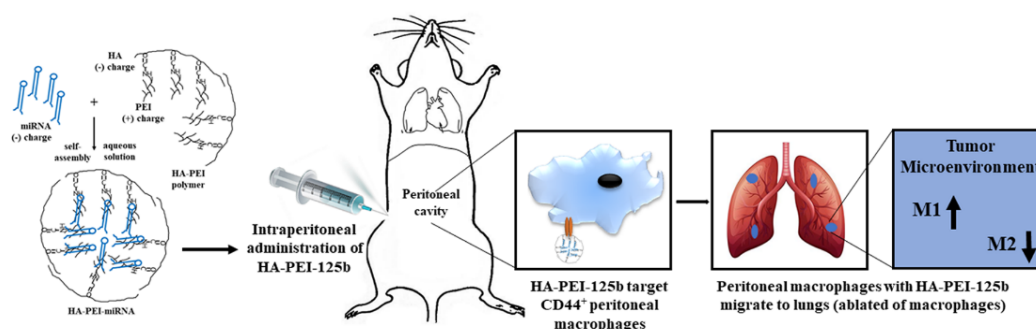 HA
(-) charge
miRNA
(-) charge
+
PEI
(+) charge
self-
assembly
aqueous
solution
HA-PEI
polymer
HA-PEI-miRNA
Intraperitoneal
administration of
HA-PEI-125b
Peritoneal
cavity
HA-PEI-125b target
CD44⁺ peritoneal
macrophages
Peritoneal macrophages with HA-PEI-125b
migrate to lungs (ablated of macrophages)
Tumor
Microenvironment
M1
M2